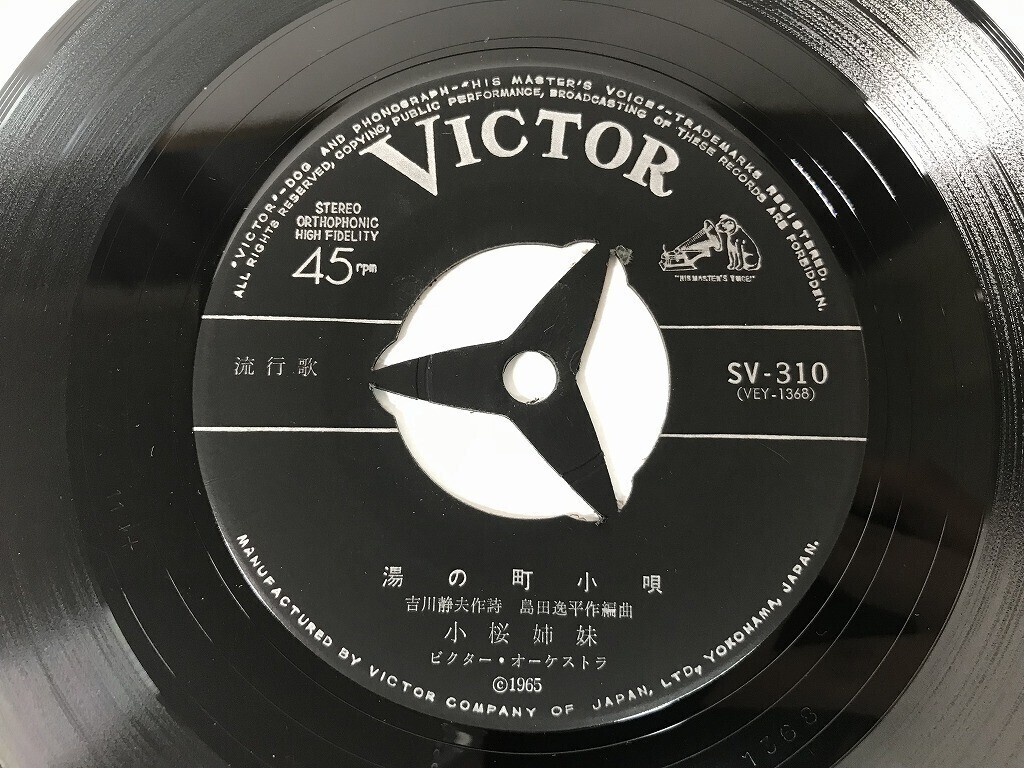 "VICTOR"-DOG AND PHONOGRAPH-"HIS MASTER'S VOICE"-TRADEMARKS REGISTERED.
ALL RIGHTS RESERVED, COPYING, PUBLIC PERFORMANCE, BROADCASTING OF THESE RECORDS ARE FORBIDDEN.
VICTOR
STEREO
ORTHOPHONIC
HIGH FIDELITY
45rpm
"HIS MASTER'S VOICE"
流行歌
SV-310
(VEY-1368)
湯の町小唄
吉川静夫作詩 島田逸平作編曲
小桜姉妹
ビクター・オーケストラ
©1965
MANUFACTURED BY VICTOR COMPANY OF JAPAN, LTD., YOKOHAMA, JAPAN.
1368